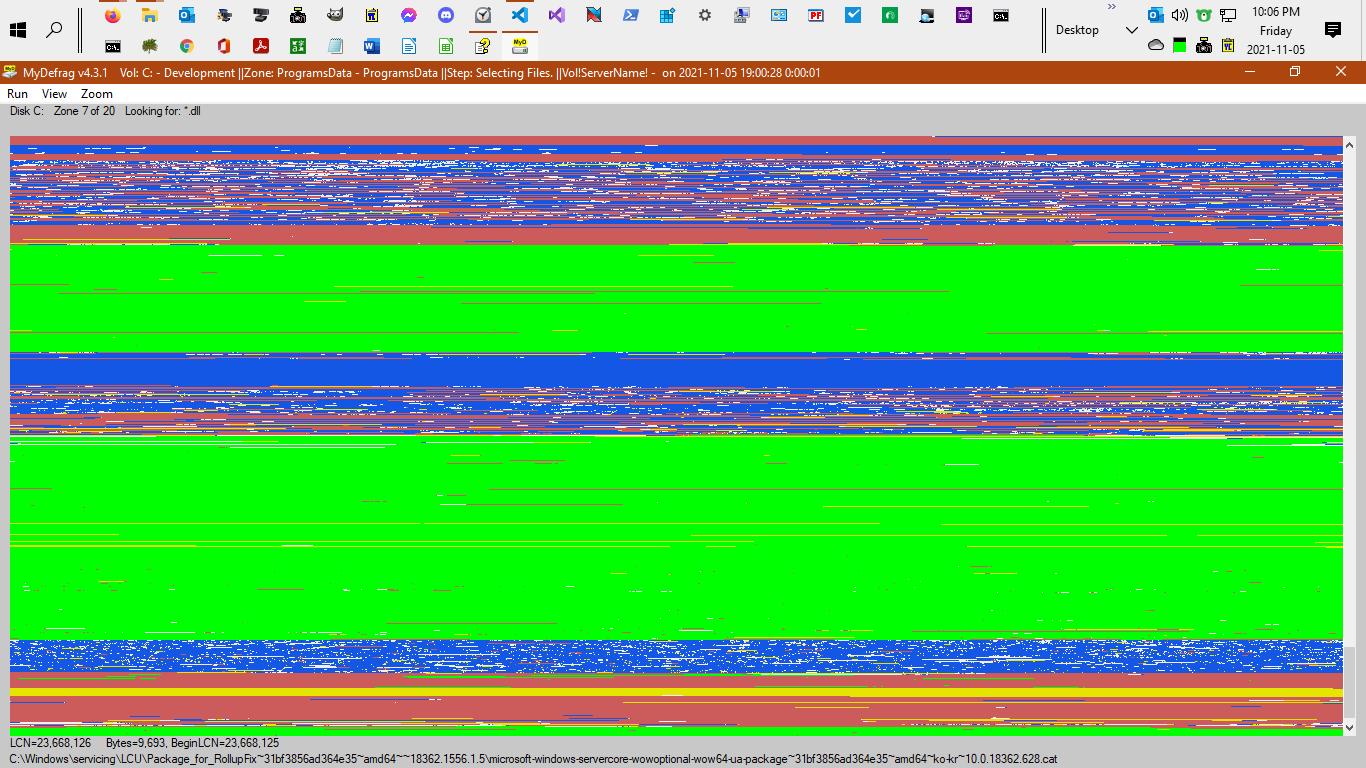 10:06 PM
Friday
2021-11-05
Desktop
MyDefrag v4.3.1 Vol: C: - Development ||Zone: ProgramsData - ProgramsData ||Step: Selecting Files. ||Vol!ServerName! - on 2021-11-05 19:00:28 0:00:01
Run View Zoom
Disk C: Zone 7 of 20 Looking for: *.dll
LCN=23,668,126 Bytes=9,693, BeginLCN=23,668,125
C:\Windows\servicing\LCU\Package_for_RollupFix~31bf3856ad364e35~amd64~~18362.1556.1.5\microsoft-windows-servercore-wowoptional-wow64-ua-package~31bf3856ad364e35~amd64~ko-kr~10.0.18362.628.cat